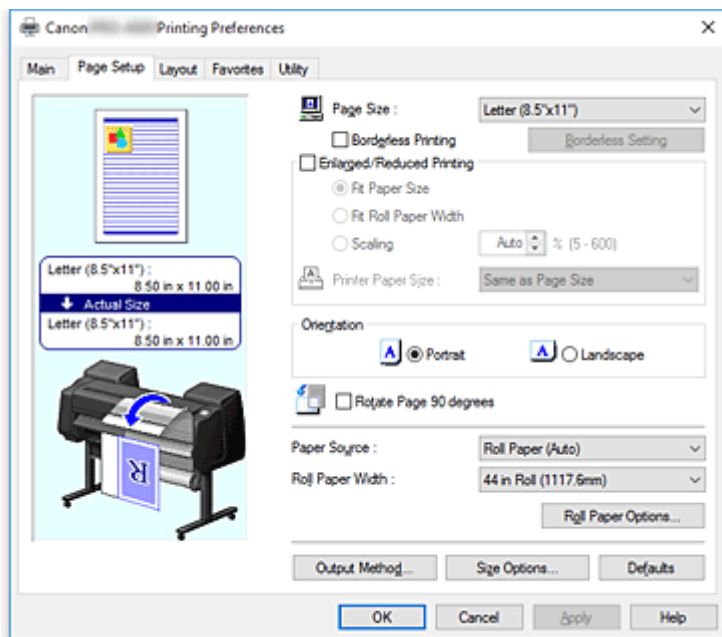 Canon Printing Preferences
Main Page Setup Layout Favorites Utility
Page Size : Letter (8.5"x11")
Borderless Printing Borderless Setting
Enlarged/Reduced Printing
Fit Paper Size
Fit Roll Paper Width
Scaling Auto % (5 - 600)
Printer Paper Size : Same as Page Size
Letter (8.5"x11") :
8.50 in x 11.00 in
Actual Size
Letter (8.5"x11") :
8.50 in x 11.00 in
Orientation
A Portrait A Landscape
Rotate Page 90 degrees
R
Paper Source : Roll Paper (Auto)
Roll Paper Width : 44 in Roll (1117.6mm)
Roll Paper Options...
Output Method... Size Options... Defaults
OK Cancel Apply Help